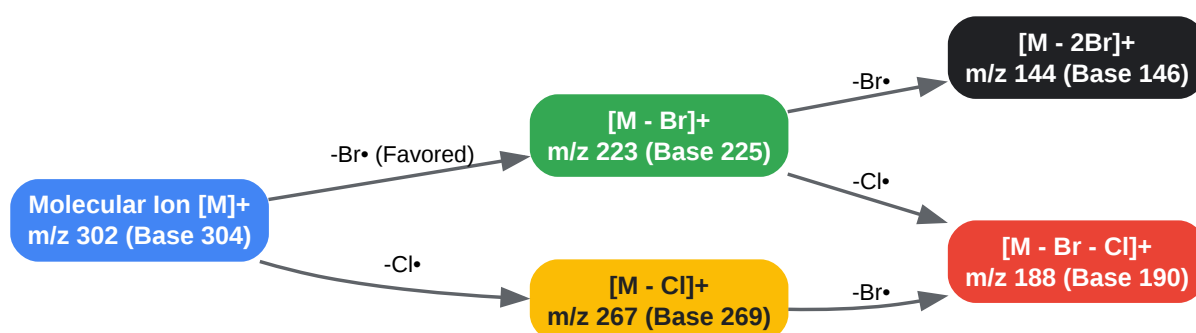 Molecular Ion [M]+
m/z 302 (Base 304)
-Br• (Favored)
-Cl•
[M - Br]+
m/z 223 (Base 225)
[M - Cl]+
m/z 267 (Base 269)
-Br•
-Cl•
-Br•
[M - 2Br]+
m/z 144 (Base 146)
[M - Br - Cl]+
m/z 188 (Base 190)